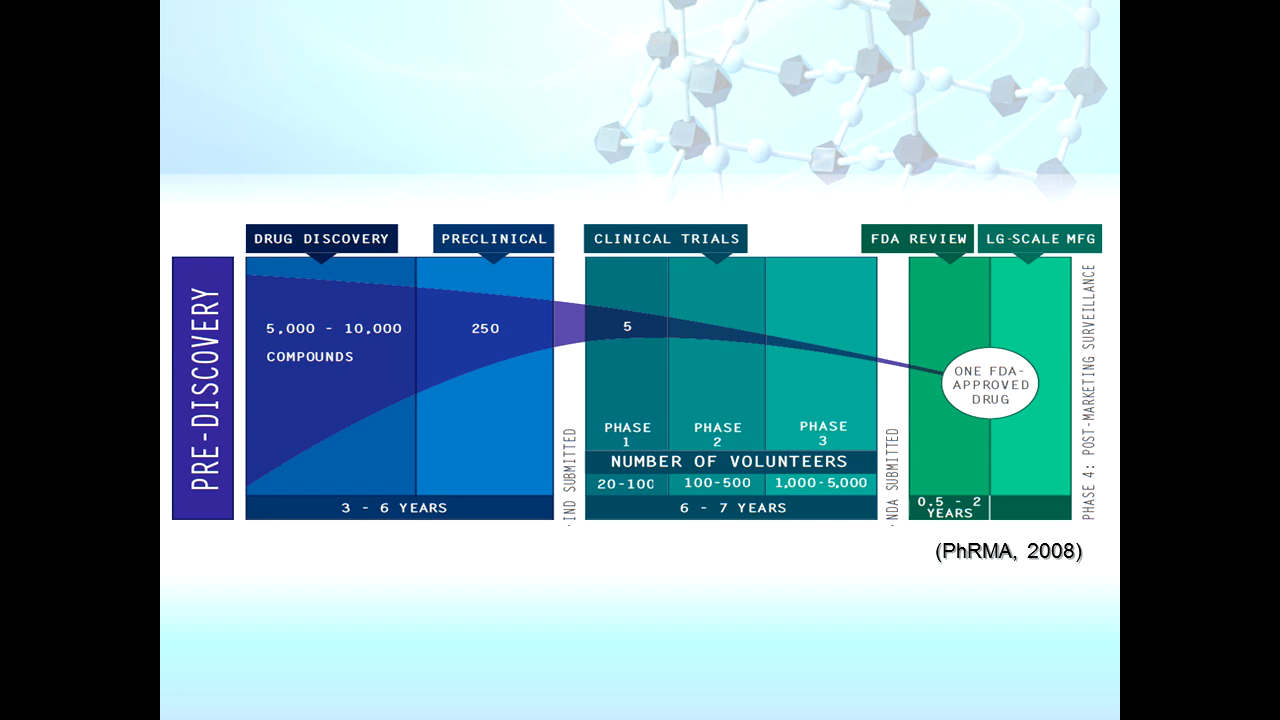 DRUG DISCOVERY
PRECLINICAL
CLINICAL TRIALS
FDA REVIEW
LG-SCALE MFG
PRE-DISCOVERY
5,000 - 10,000
COMPOUNDS
250
5
ONE FDA-
APPROVED
DRUG
PHASE
1
PHASE
2
PHASE
3
NUMBER OF VOLUNTEERS
20-100
100-500
1,000-5,000
3 - 6 YEARS
IND SUBMITTED
6 - 7 YEARS
NDA SUBMITTED
0.5 - 2
YEARS
PHASE 4: POST-MARKETING SURVEILLANCE
(PhRMA, 2008)